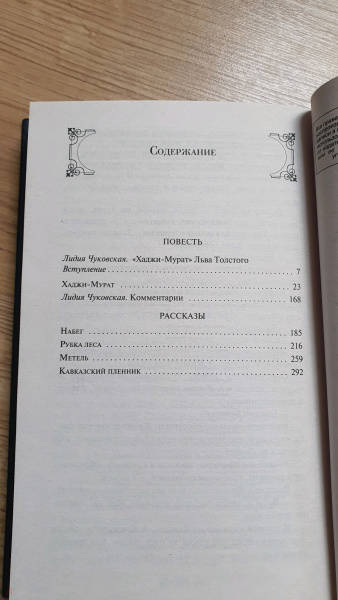 Содержание
ПОВЕСТЬ
Лидия Чуковская. «Хаджи-Мурат» Льва Толстого
Вступление . . . . . . . . . . . . . . . . . . . . . . . . . . . . . 7
Хаджи-Мурат . . . . . . . . . . . . . . . . . . . . . . . . . . . . . 23
Лидия Чуковская. Комментарии . . . . . . . . . . . . . . . . . . 168
РАССКАЗЫ
Набег . . . . . . . . . . . . . . . . . . . . . . . . . . . . . 185
Рубка леса . . . . . . . . . . . . . . . . . . . . . . . . . . . . . 216
Метель . . . . . . . . . . . . . . . . . . . . . . . . . . . . . 259
Кавказский пленник . . . . . . . . . . . . . . . . . . . . . . . . 292